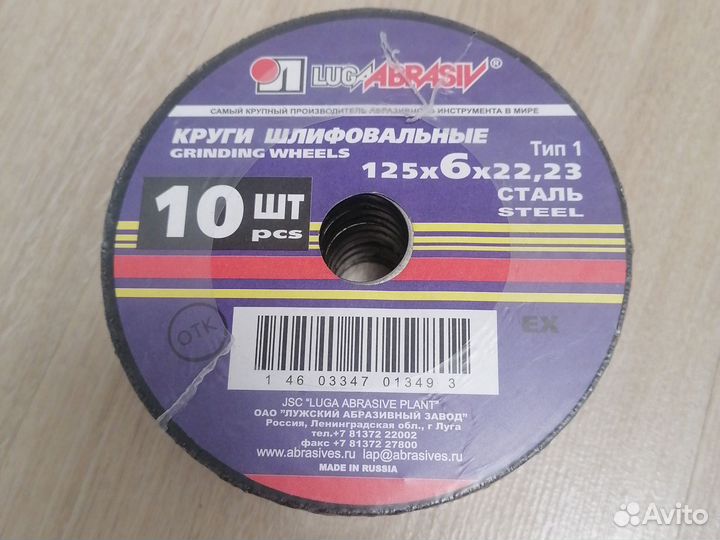 Л LUGAABRASIV®
САМЫЙ КРУПНЫЙ ПРОИЗВОДИТЕЛЬ АБРАЗИВНОГО ИНСТРУМЕНТА В МИРЕ
КРУГИ ШЛИФОВАЛЬНЫЕ
GRINDING WHEELS
Тип 1
125x6x22,23
СТАЛЬ
STEEL
10 ШТ
pcs
ОТК
EX
1 46 03347 01349 3
JSC "LUGA ABRASIVE PLANT"
ОАО "ЛУЖСКИЙ АБРАЗИВНЫЙ ЗАВОД"
Россия, Ленинградская обл., г Луга
тел.+7 81372 22002
факс +7 81372 27800
www.abrasives.ru lap@abrasives.ru
MADE IN RUSSIA
Avito